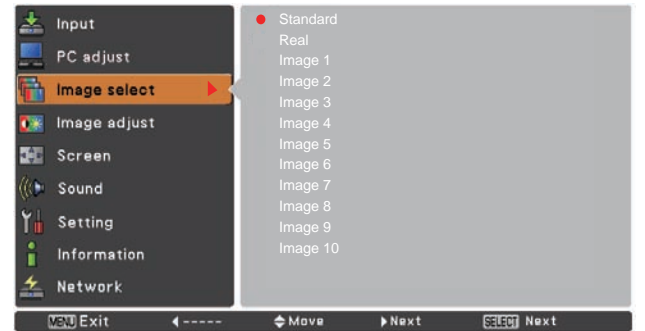 Input
PC adjust
Image select
Image adjust
Screen
Sound
Setting
Information
Network
Standard
Real
Image 1
Image 2
Image 3
Image 4
Image 5
Image 6
Image 7
Image 8
Image 9
Image 10
MENU Exit ----- Move Next SELECT Next